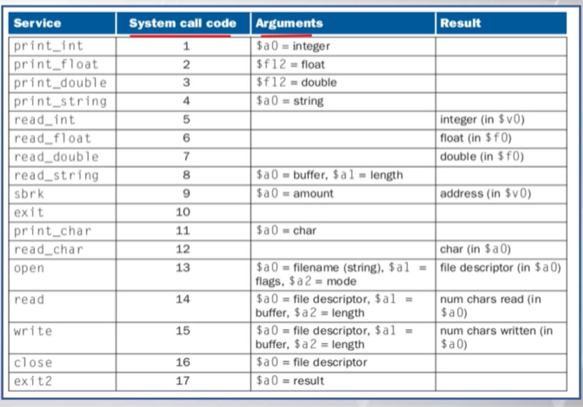 Service System call code Arguments Result
print_int 1 $a0 = integer
print_float 2 $f12 = float
print_double 3 $f12 = double
print_string 4 $a0 = string
read_int 5 integer (in $v0)
read_float 6 float (in $f0)
read_double 7 double (in $f0)
read_string 8 $a0 = buffer, $a1 = length
sbrk 9 $a0 = amount address (in $v0)
exit 10
print_char 11 $a0 = char
read_char 12 char (in $a0)
open 13 $a0 = filename (string), $a1 = file descriptor (in $a0)
flags, $a2 = mode
read 14 $a0 = file descriptor, $a1 = num chars read (in
buffer, $a2 = length $a0)
write 15 $a0 = file descriptor, $a1 = num chars written (in
buffer, $a2 = length $a0)
close 16 $a0 = file descriptor
exit2 17 $a0 = result